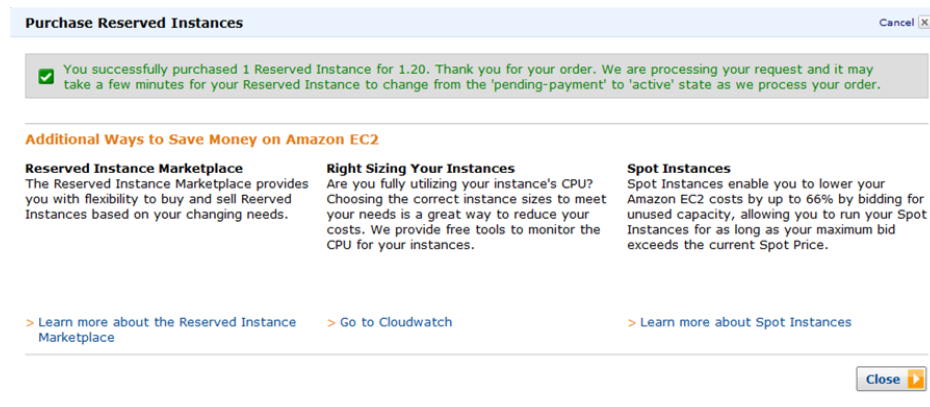 Purchase Reserved Instances
Cancel
You successfully purchased 1 Reserved Instance for 1.20. Thank you for your order. We are processing your request and it may
take a few minutes for your Reserved Instance to change from the 'pending-payment' to 'active' state as we process your order.
Additional Ways to Save Money on Amazon EC2
Reserved Instance Marketplace
The Reserved Instance Marketplace provides
you with flexibility to buy and sell Reerved
Instances based on your changing needs.
> Learn more about the Reserved Instance
Marketplace
Right Sizing Your Instances
Are you fully utilizing your instance's CPU?
Choosing the correct instance sizes to meet
your needs is a great way to reduce your
costs. We provide free tools to monitor the
CPU for your instances.
> Go to Cloudwatch
Spot Instances
Spot Instances enable you to lower your
Amazon EC2 costs by up to 66% by bidding for
unused capacity, allowing you to run your Spot
Instances for as long as your maximum bid
exceeds the current Spot Price.
> Learn more about Spot Instances
Close